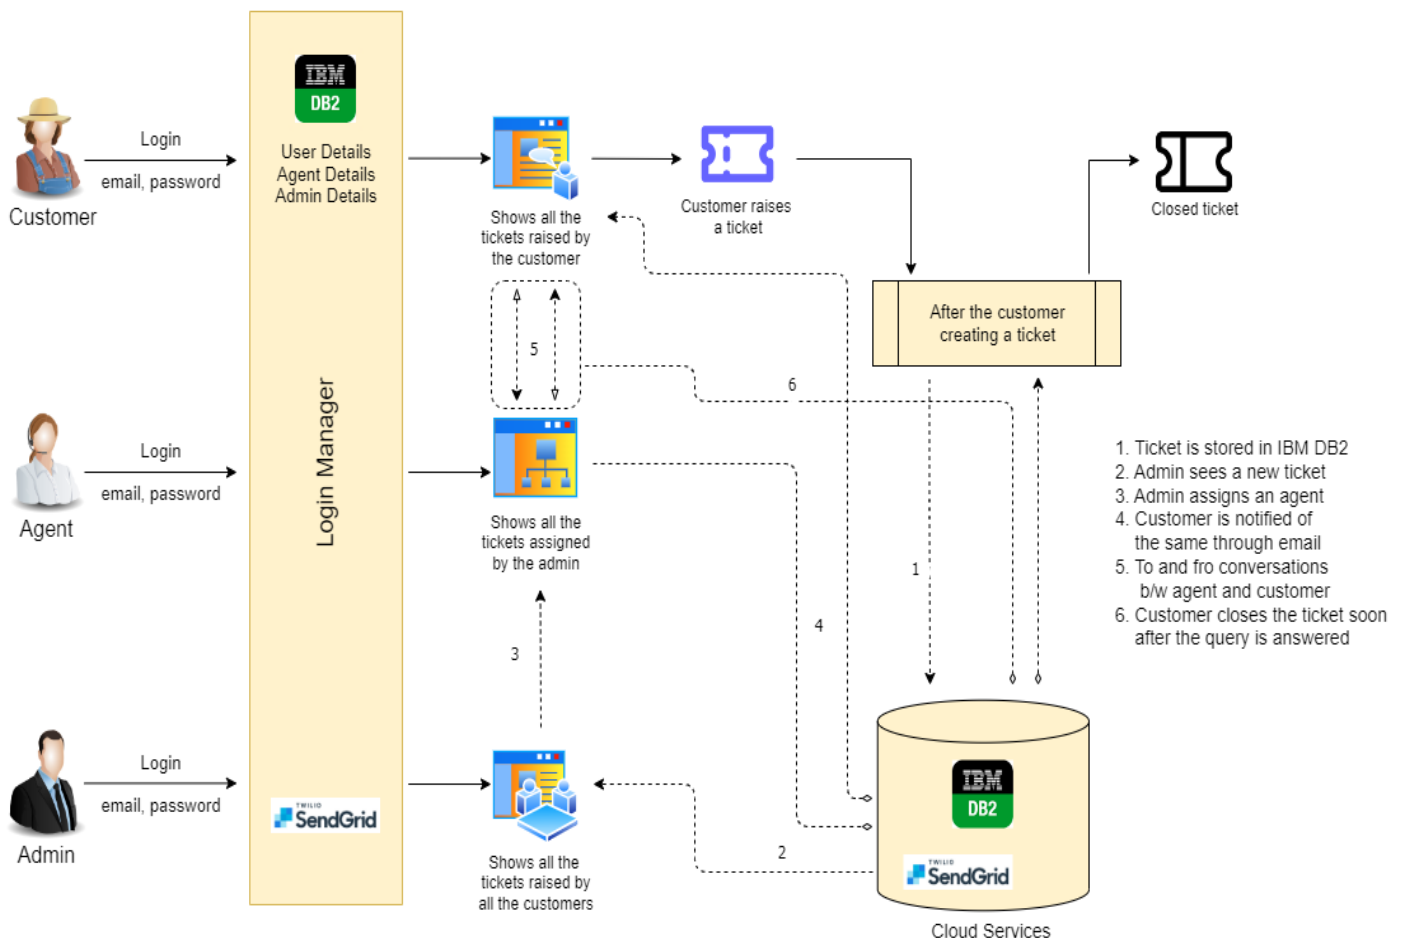 IBM
DB2
User Details
Agent Details
Admin Details
Login Manager
TWILIO
SendGrid
Login
email, password
Customer
Login
email, password
Agent
Login
email, password
Admin
Shows all the
tickets raised by
the customer
Customer raises
a ticket
Closed ticket
After the customer
creating a ticket
5
6
Shows all the
tickets assigned
by the admin
1
4
3
2
Shows all the
tickets raised by
all the customers
1. Ticket is stored in IBM DB2
2. Admin sees a new ticket
3. Admin assigns an agent
4. Customer is notified of
the same through email
5. To and fro conversations
b/w agent and customer
6. Customer closes the ticket soon
after the query is answered
IBM
DB2
TWILIO
SendGrid
Cloud Services